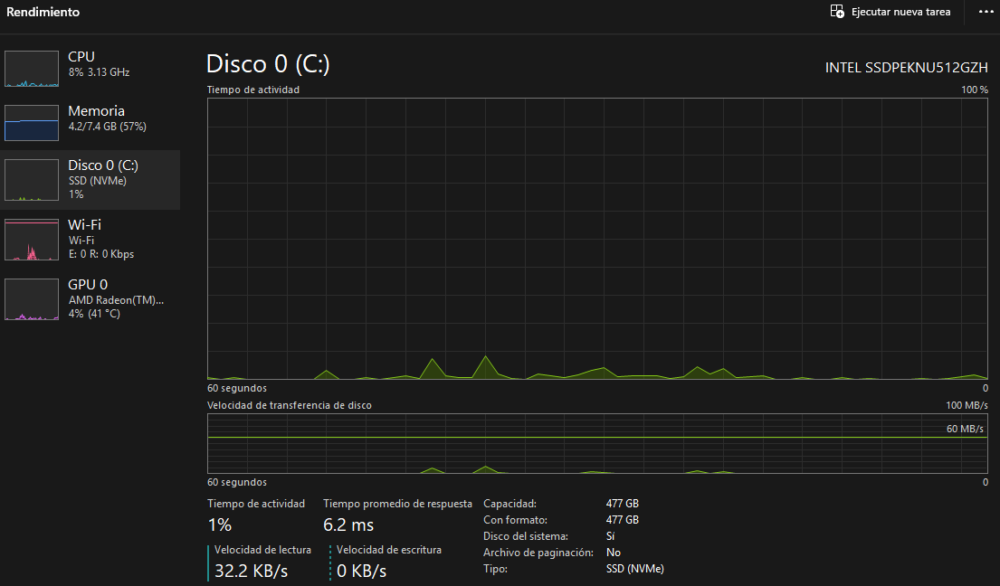 Rendimiento
Ejecutar nueva tarea
CPU
8% 3.13 GHz
Memoria
4.2/7.4 GB (57%)
Disco 0 (C:)
SSD (NVMe)
1%
Wi-Fi
Wi-Fi
E: 0 R: 0 Kbps
GPU 0
AMD Radeon(TM)...
4% (41 °C)
Disco 0 (C:)
INTEL SSDPEKNU512GZH
Tiempo de actividad
100 %
60 segundos
0
Velocidad de transferencia de disco
100 MB/s
60 MB/s
60 segundos
0
Tiempo de actividad
1%
Tiempo promedio de respuesta
6.2 ms
Velocidad de lectura
32.2 KB/s
Velocidad de escritura
0 KB/s
Capacidad: 477 GB
Con formato: 477 GB
Disco del sistema: Sí
Archivo de paginación: No
Tipo: SSD (NVMe)